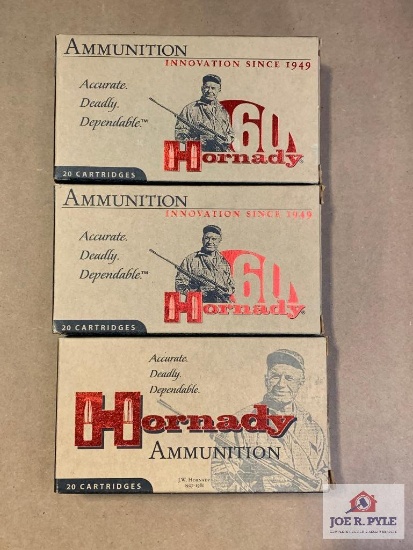 AMMUNITION
INNOVATION SINCE 1949
Accurate.
Deadly.
Dependable.™
60
Hornady®
20 CARTRIDGES
AMMUNITION
INNOVATION SINCE 1949
Accurate.
Deadly.
Dependable.™
60
Hornady®
20 CARTRIDGES
Accurate.
Deadly.
Dependable.
Hornady
AMMUNITION
J.W. HORNADY
20 CARTRIDGES
JOE R. PYLE